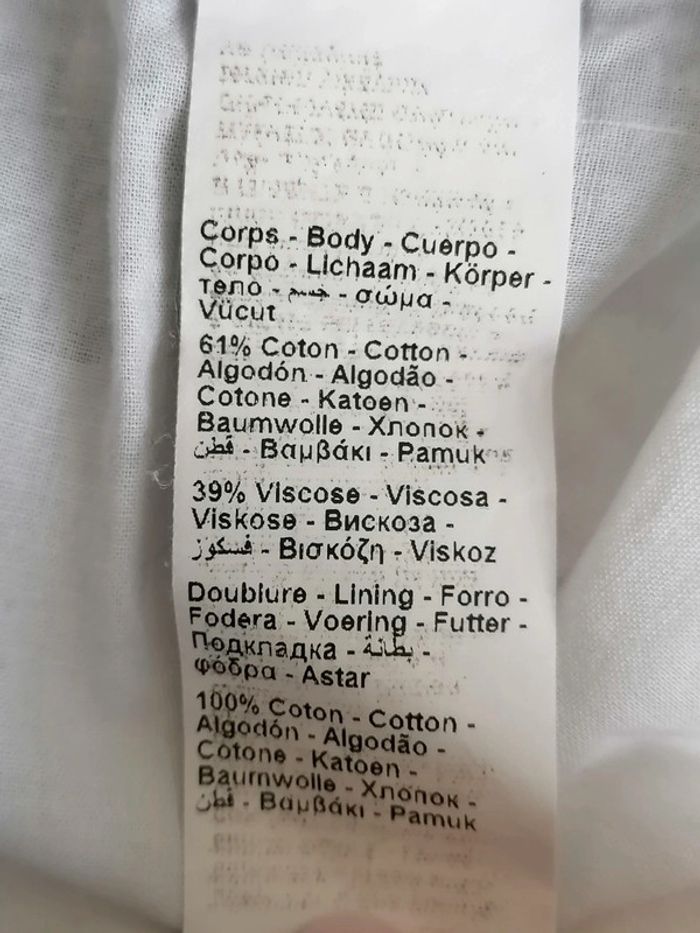 Corps - Body - Cuerpo -
Corpo - Lichaam - Körper -
тело - جسم - σώμα -
Vücut
61% Coton - Cotton -
Algodón - Algodão -
Cotone - Katoen -
Baumwolle - Хлопок -
قطن - Βαμβάκι - Pamuk
39% Viscose - Viscosa -
Viskose - Вискоза -
فسكوز - Βισκόζη - Viskoz
Doublure - Lining - Forro -
Fodera - Voering - Futter -
Подкладка - بطانة -
φόδρα - Astar
100% Coton - Cotton -
Algodón - Algodão -
Cotone - Katoen -
Baumwolle - Хлопок -
قطن - Βαμβάκι - Pamuk